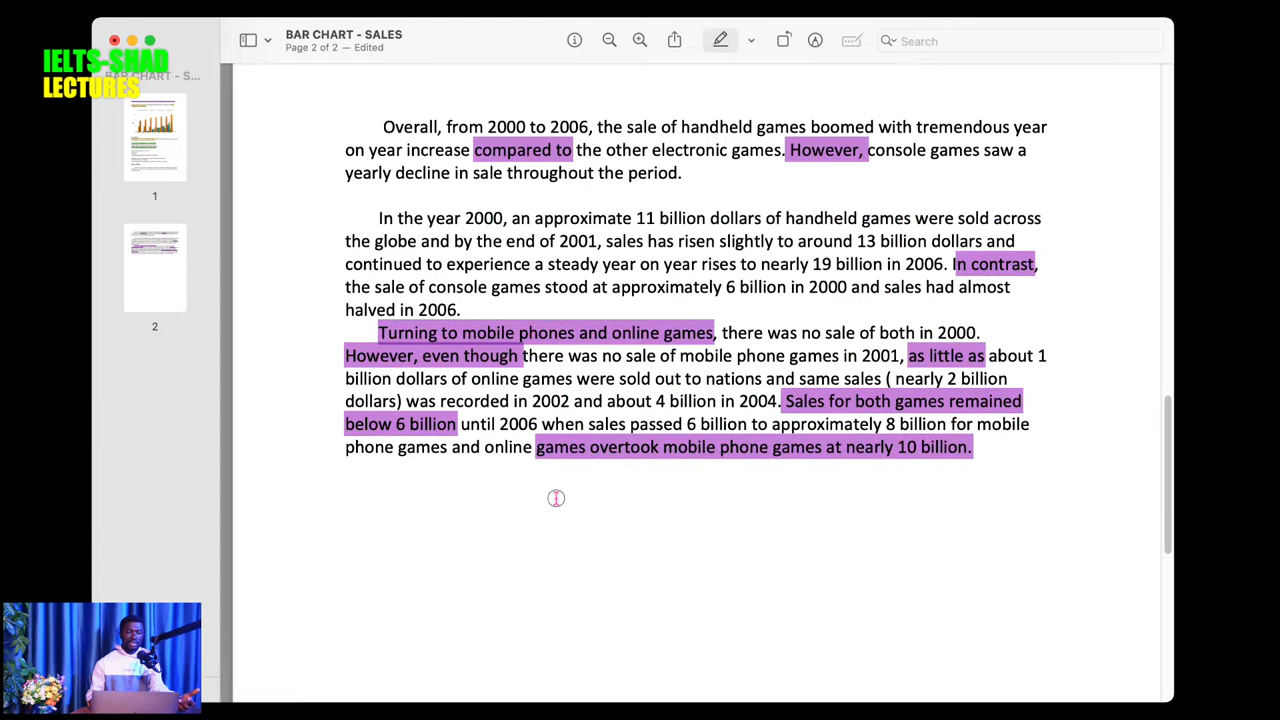 BAR CHART - SALES
Page 2 of 2 — Edited
Search
IELTS-SHAD
LECTURES
BAR CHART - S...
1
2
Overall, from 2000 to 2006, the sale of handheld games boomed with tremendous year
on year increase compared to the other electronic games. However, console games saw a
yearly decline in sale throughout the period.
In the year 2000, an approximate 11 billion dollars of handheld games were sold across
the globe and by the end of 2001, sales has risen slightly to around 13 billion dollars and
continued to experience a steady year on year rises to nearly 19 billion in 2006. In contrast,
the sale of console games stood at approximately 6 billion in 2000 and sales had almost
halved in 2006.
Turning to mobile phones and online games, there was no sale of both in 2000.
However, even though there was no sale of mobile phone games in 2001, as little as about 1
billion dollars of online games were sold out to nations and same sales ( nearly 2 billion
dollars) was recorded in 2002 and about 4 billion in 2004. Sales for both games remained
below 6 billion until 2006 when sales passed 6 billion to approximately 8 billion for mobile
phone games and online games overtook mobile phone games at nearly 10 billion.